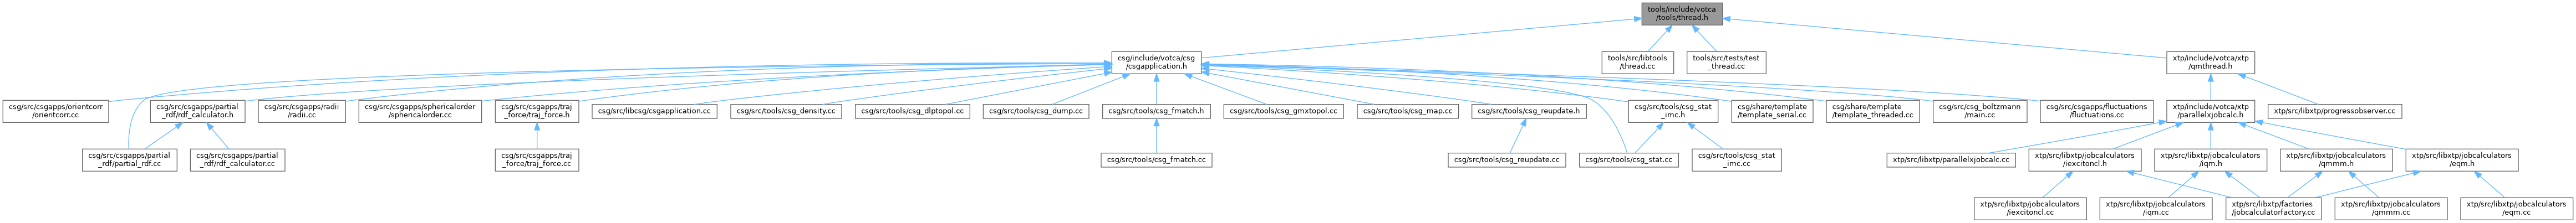 tools/include/votca
/tools/thread.h
csg/include/votca/csg
/csgapplication.h
tools/src/libtools
/thread.cc
tools/src/tests/test
_thread.cc
xtp/include/votca/xtp
/qmthread.h
csg/src/csgapps/orientcorr
/orientcorr.cc
csg/src/csgapps/partial
_rdf/rdf_calculator.h
csg/src/csgapps/radii
/radii.cc
csg/src/csgapps/sphericalorder
/sphericalorder.cc
csg/src/csgapps/traj
_force/traj_force.h
csg/src/libcsg/csgapplication.cc
csg/src/tools/csg_density.cc
csg/src/tools/csg_dlptopol.cc
csg/src/tools/csg_dump.cc
csg/src/tools/csg_fmatch.h
csg/src/tools/csg_gmxtopol.cc
csg/src/tools/csg_map.cc
csg/src/tools/csg_reupdate.h
csg/src/tools/csg_stat
_imc.h
csg/share/template
/template_serial.cc
csg/share/template
/template_threaded.cc
csg/src/csg_boltzmann
/main.cc
csg/src/csgapps/fluctuations
/fluctuations.cc
xtp/include/votca/xtp
/parallelxjobcalc.h
xtp/src/libxtp/progressobserver.cc
csg/src/csgapps/partial
_rdf/partial_rdf.cc
csg/src/csgapps/partial
_rdf/rdf_calculator.cc
csg/src/csgapps/traj
_force/traj_force.cc
csg/src/tools/csg_fmatch.cc
csg/src/tools/csg_reupdate.cc
csg/src/tools/csg_stat.cc
csg/src/tools/csg_stat
_imc.cc
xtp/src/libxtp/parallelxjobcalc.cc
xtp/src/libxtp/jobcalculators
/iexcitoncl.h
xtp/src/libxtp/jobcalculators
/iqm.h
xtp/src/libxtp/jobcalculators
/qmmm.h
xtp/src/libxtp/jobcalculators
/eqm.h
xtp/src/libxtp/jobcalculators
/iexcitoncl.cc
xtp/src/libxtp/jobcalculators
/iqm.cc
xtp/src/libxtp/factories
/jobcalculatorfactory.cc
xtp/src/libxtp/jobcalculators
/qmmm.cc
xtp/src/libxtp/jobcalculators
/eqm.cc